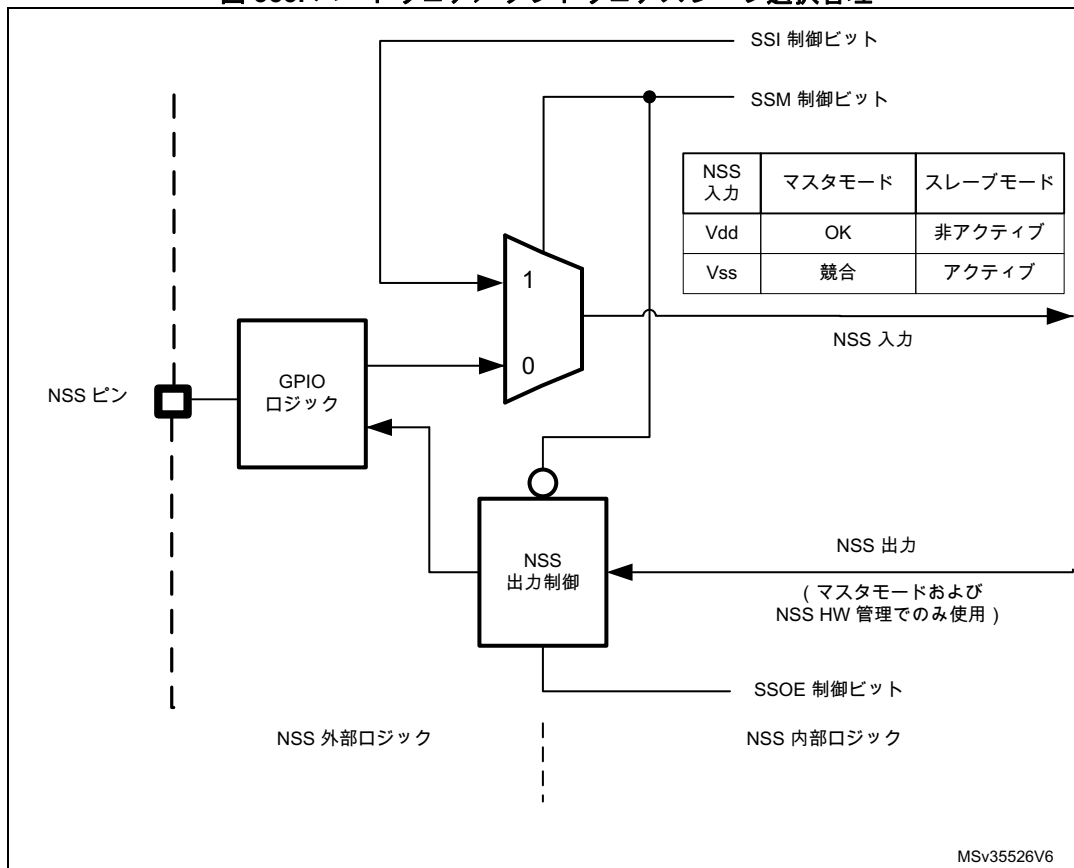 SSI 制御ビット
SSM 制御ビット
NSS
入力
マスタモード
スレーブモード
Vdd
OK
非アクティブ
Vss
競合
アクティブ
1
0
NSS 入力
NSS ピン
GPIO
ロジック
NSS
出力制御
NSS 出力
( マスタモードおよび
NSS HW 管理でのみ使用 )
SSOE 制御ビット
NSS 外部ロジック
NSS 内部ロジック
MSv35526V6